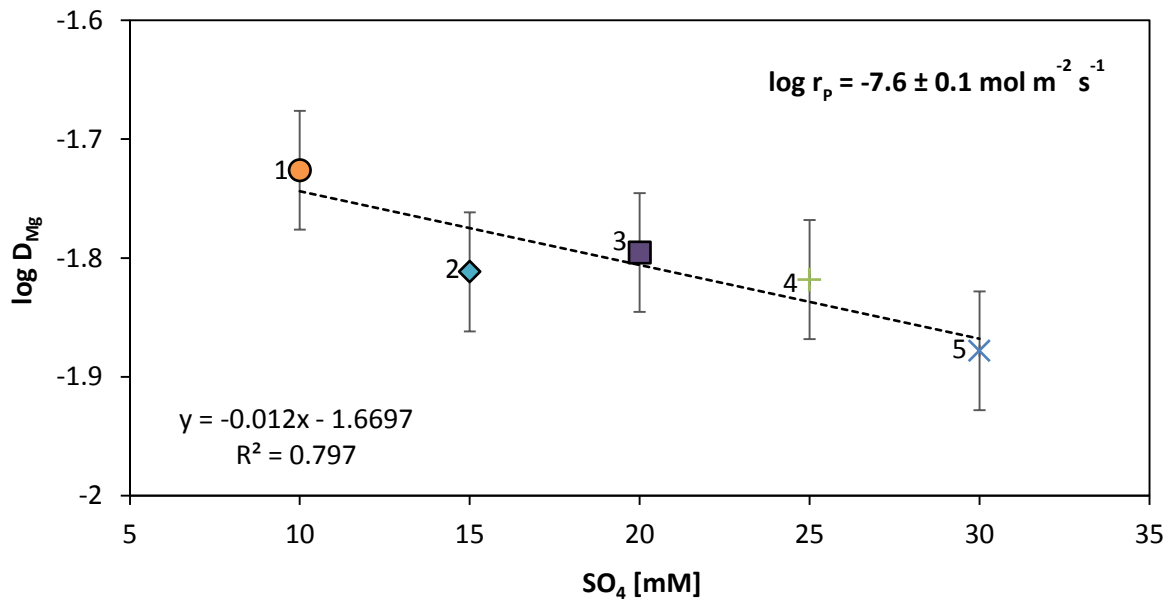 -1.6
-1.7
-1.8
-1.9
-2
log D_Mg
log r_P = -7.6 ± 0.1 mol m⁻² s⁻¹
1
2
3
4
5
y = -0.012x - 1.6697
R² = 0.797
5 10 15 20 25 30 35
SO₄ [mM]